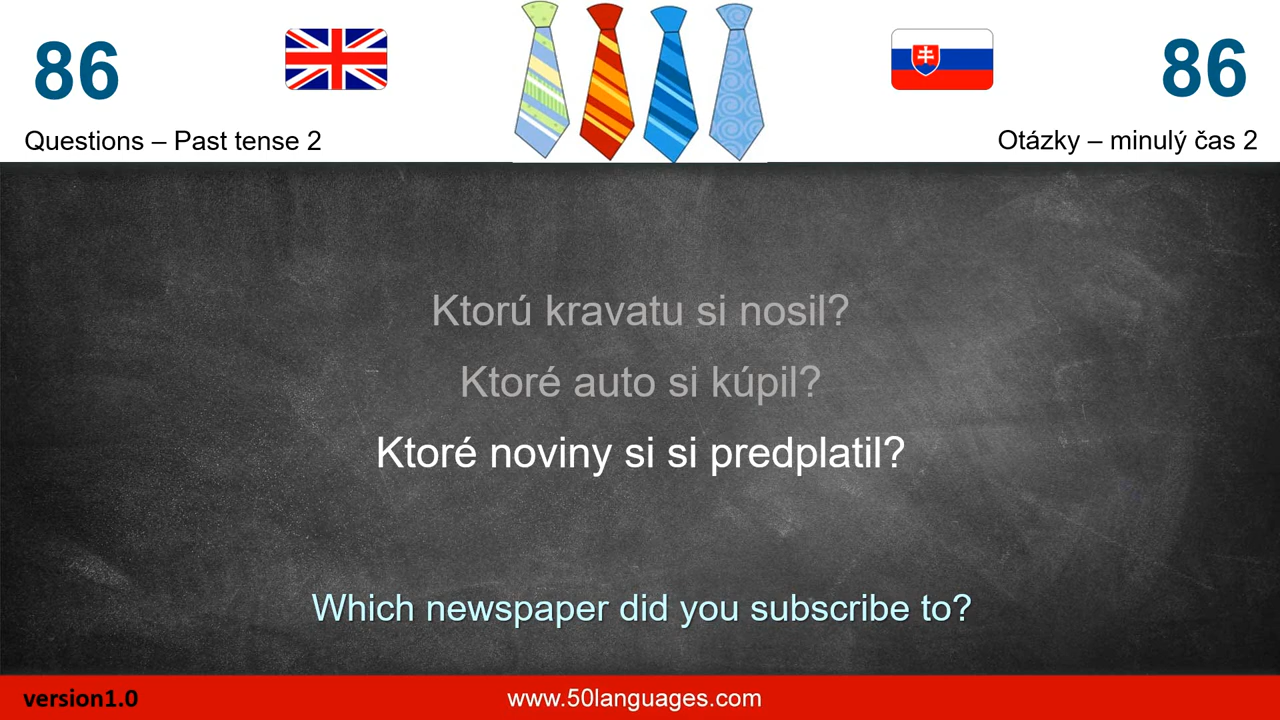 86
86
Questions – Past tense 2
Otázky – minulý čas 2
Ktorú kravatu si nosil?
Ktoré auto si kúpil?
Ktoré noviny si si predplatil?
Which newspaper did you subscribe to?
version1.0
www.50languages.com